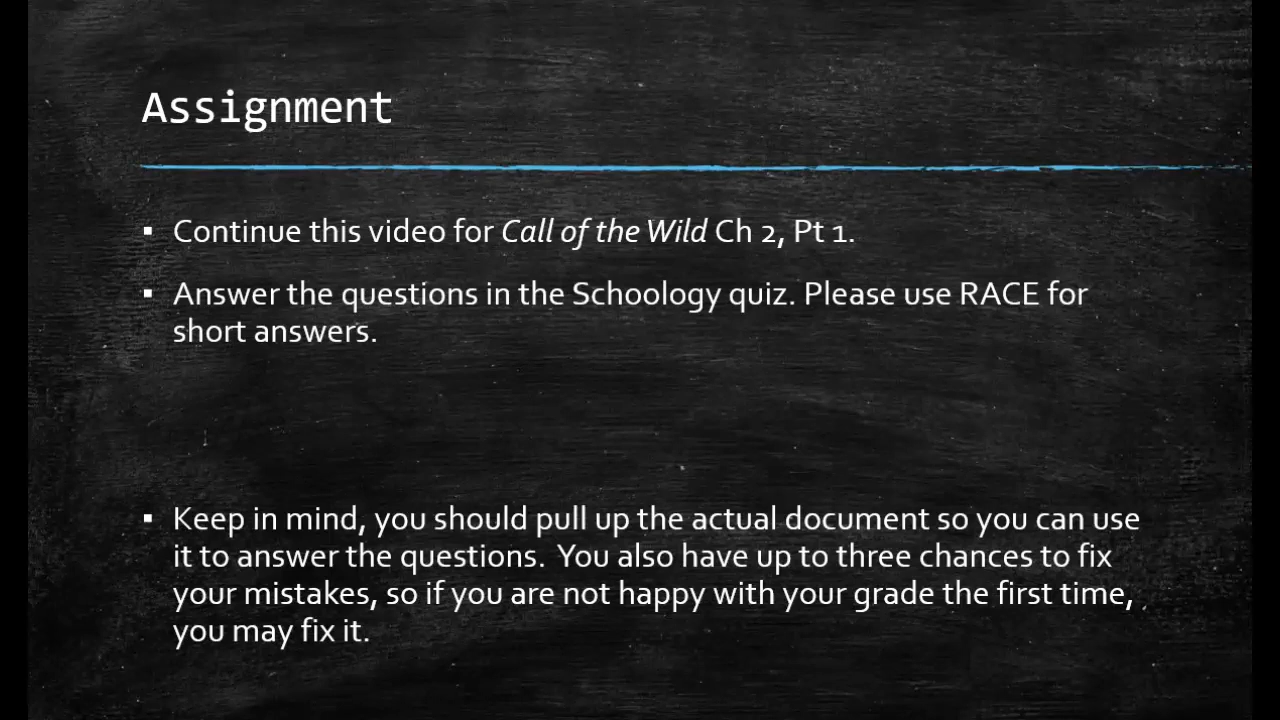 Assignment
▪ Continue this video for Call of the Wild Ch 2, Pt 1.
▪ Answer the questions in the Schoology quiz. Please use RACE for
short answers.
▪ Keep in mind, you should pull up the actual document so you can use
it to answer the questions.  You also have up to three chances to fix
your mistakes, so if you are not happy with your grade the first time,
you may fix it.